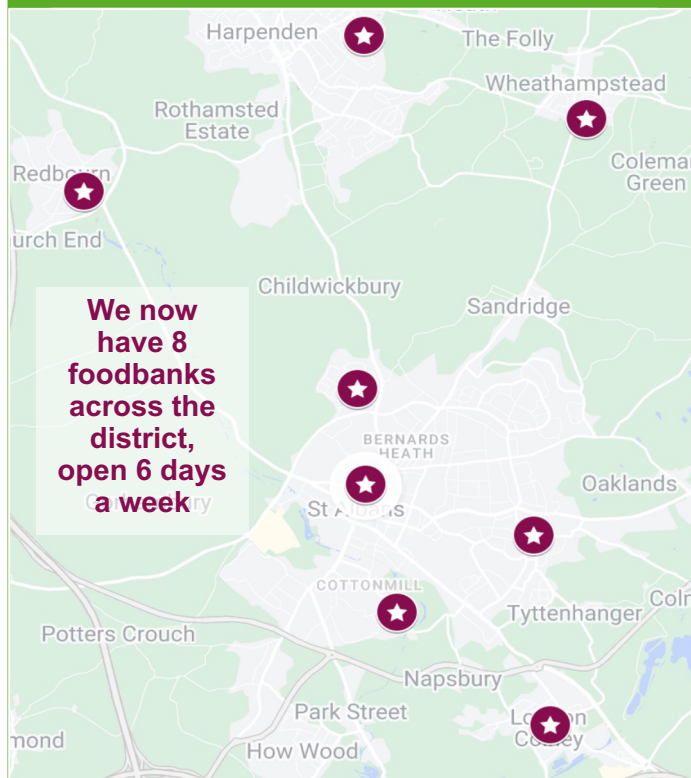 Harpenden
The Folly
Wheathampstead
Rothamsted
Estate
Green
Redbourn
urch End
Childwickbury
Sandridge
We now
have 8
foodbanks
across the
district,
open 6 days
a week
BERNARDS
HEATH
Oaklands
St Albans
COTTONMILL
Tyttenhanger
Potters Crouch
Napsbury
Park Street
London
Colney
mond
How Wood